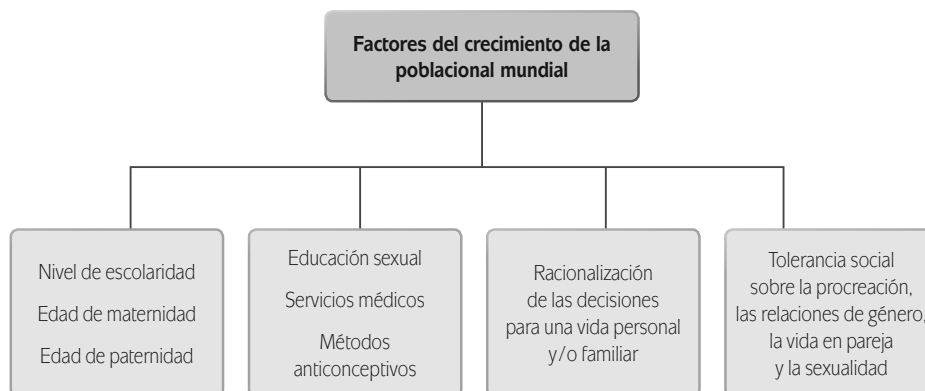 Factores del crecimiento de la
poblacional mundial
Nivel de escolaridad
Edad de maternidad
Edad de paternidad
Educación sexual
Servicios médicos
Métodos
anticonceptivos
Racionalización
de las decisiones
para una vida personal
y/o familiar
Tolerancia social
sobre la procreación,
las relaciones de género,
la vida en pareja
y la sexualidad